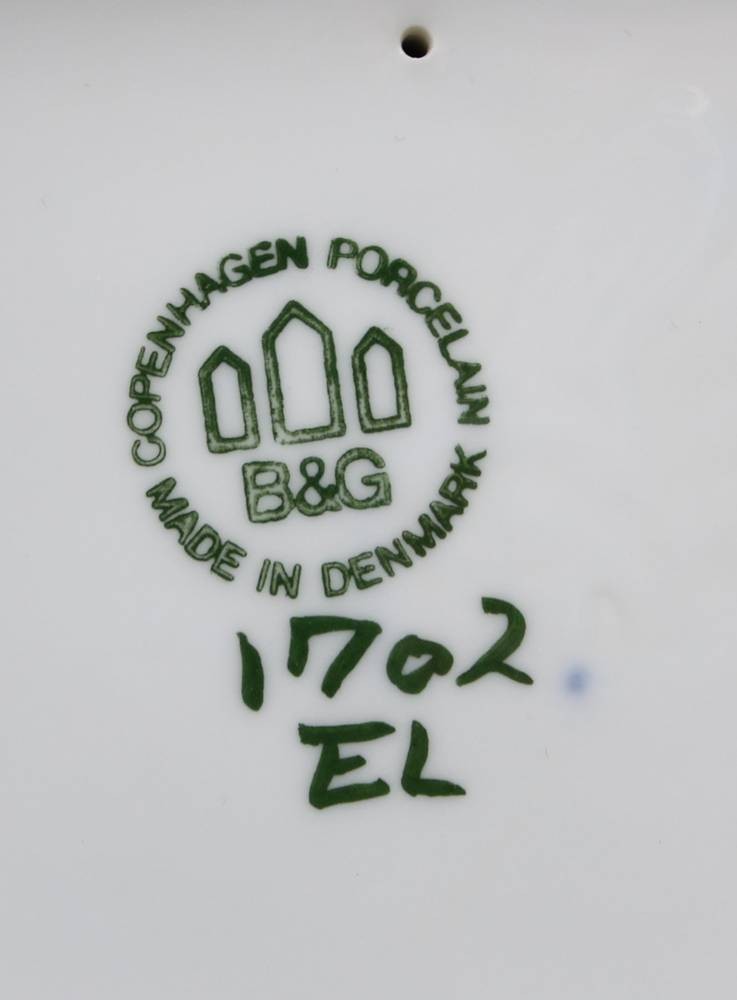 COPENHAGEN PORCELAIN
B&G
MADE IN DENMARK
1702
EL